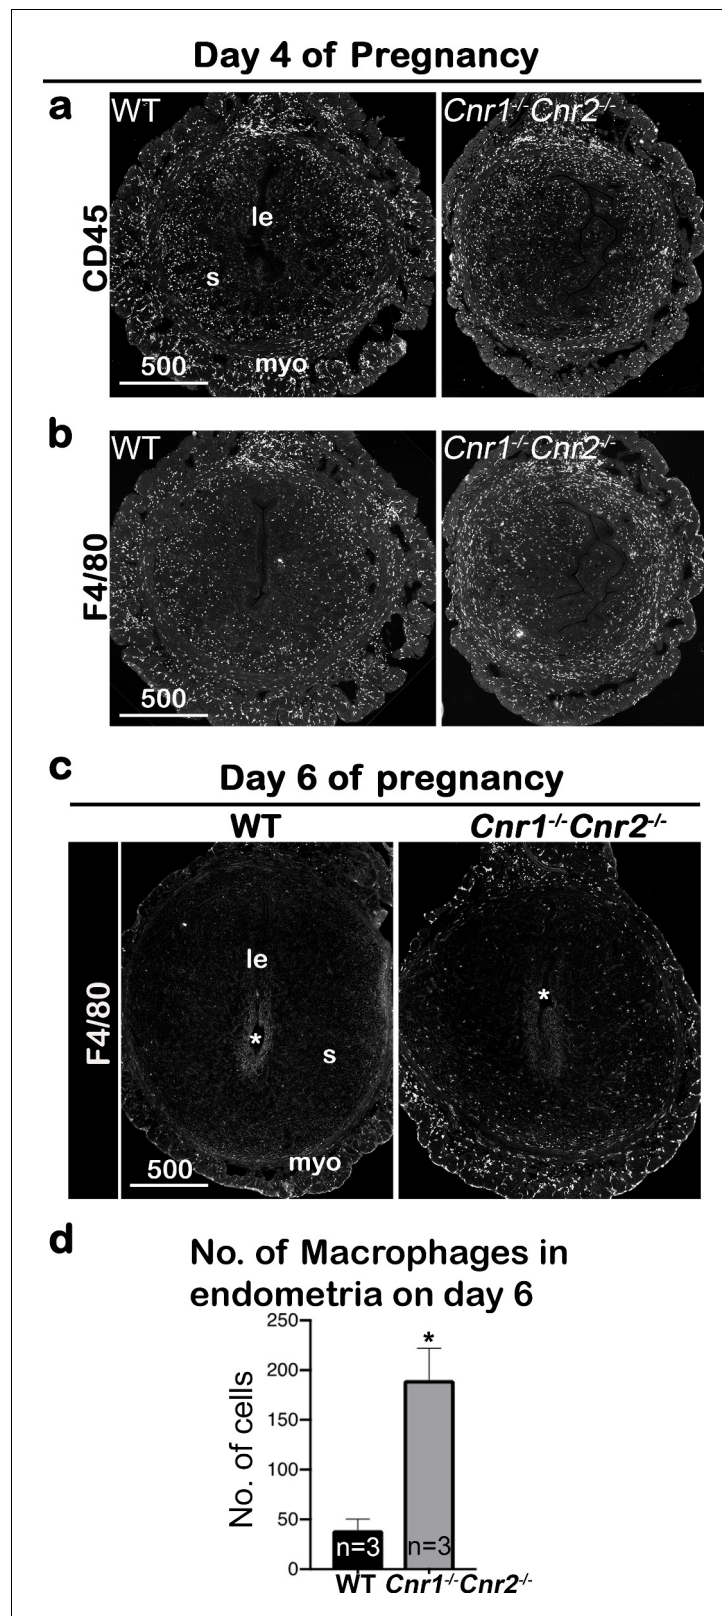 Day 4 of Pregnancy
a
WT
Cnr1-/-Cnr2-/-
CD45
le
s
myo
500
b
WT
Cnr1-/-Cnr2-/-
F4/80
500
c
Day 6 of pregnancy
WT
Cnr1-/-Cnr2-/-
F4/80
le
*
*
s
myo
500
d
No. of Macrophages in
endometria on day 6
No. of cells
250
200
150
100
50
0
*
n=3
n=3
WT
Cnr1-/-Cnr2-/-